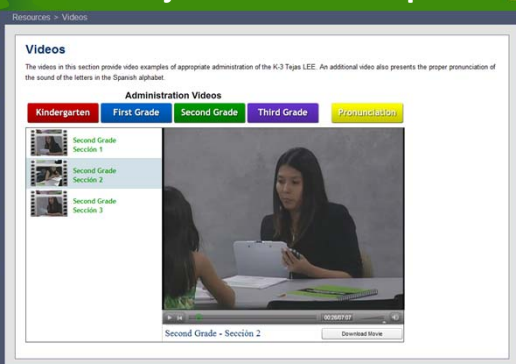 Resources > Videos
Videos
The videos in this section provide video examples of appropriate administration of the K-3 Tejas LEE. An additional video also presents the proper pronunciation of
the sound of the letters in the Spanish alphabet.
Administration Videos
Kindergarten First Grade Second Grade Third Grade Pronunciation
Second Grade
Sección 1
Second Grade
Sección 2
Second Grade
Sección 3
00:26/07:07
Second Grade - Secciòn 2
Download Movie